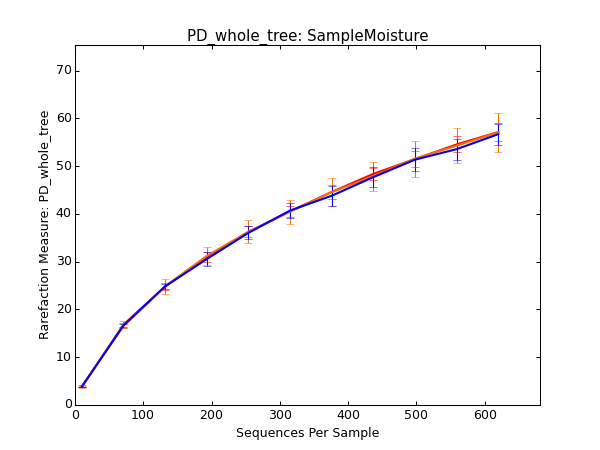 PD_whole_tree: SampleMoisture
Rarefaction Measure: PD_whole_tree
70
60
50
40
30
20
10
0
0 100 200 300 400 500 600
Sequences Per Sample